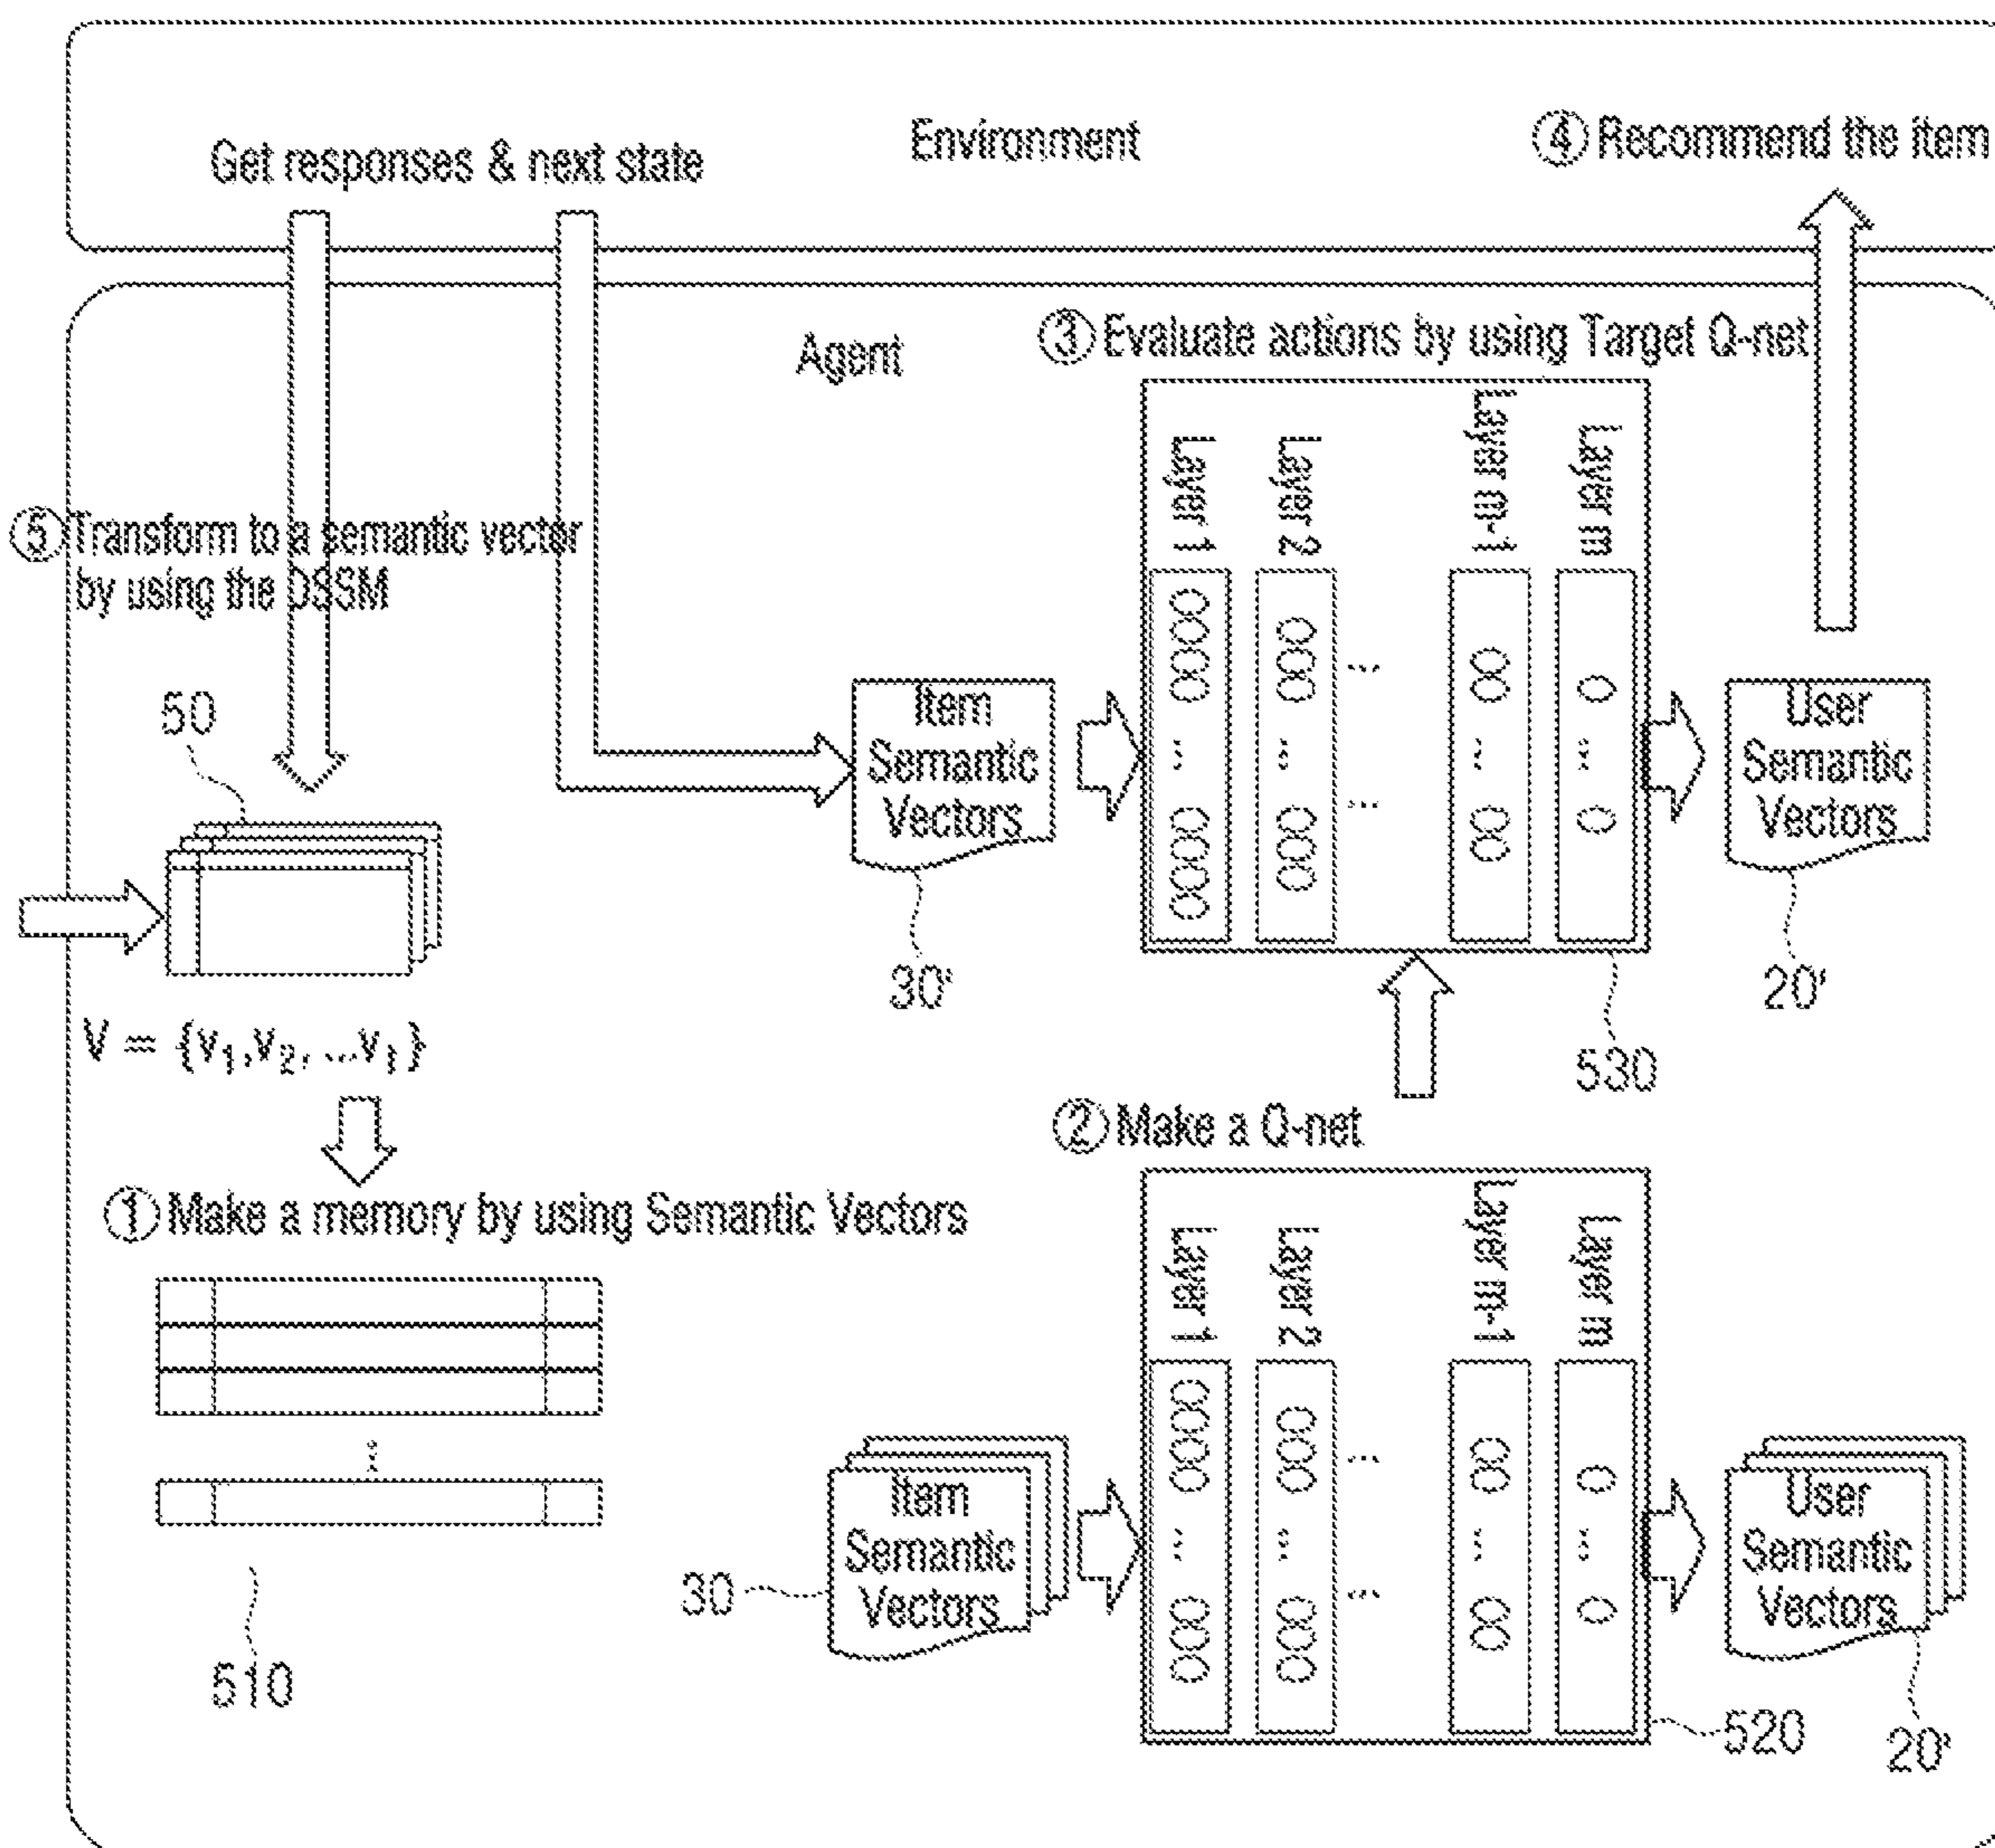 Environment
Get responses & next state
④ Recommend the item
Agent
③ Evaluate actions by using Target Q-net
Layer 1
Layer 2
Layer m-1
Layer m
⑤ Transform to a semantic vector
by using the DSSM
50
Item
Semantic
Vectors
30'
...
...
User
Semantic
Vectors
20'
530
V = {v₁,v₂, ...v₁}
② Make a Q-net
① Make a memory by using Semantic Vectors
510
Layer 1
Layer 2
Layer m-1
Layer m
30
Item
Semantic
Vectors
...
...
User
Semantic
Vectors
520
20'